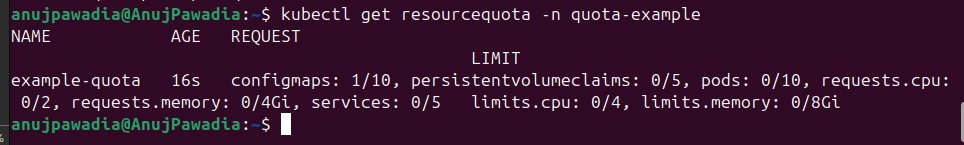 anujpawadia@AnujPawadia:~$ kubectl get resourcequota -n quota-example
NAME AGE REQUEST
LIMIT
example-quota 16s configmaps: 1/10, persistentvolumeclaims: 0/5, pods: 0/10, requests.cpu:
0/2, requests.memory: 0/4Gi, services: 0/5 limits.cpu: 0/4, limits.memory: 0/8Gi
anujpawadia@AnujPawadia:~$
%